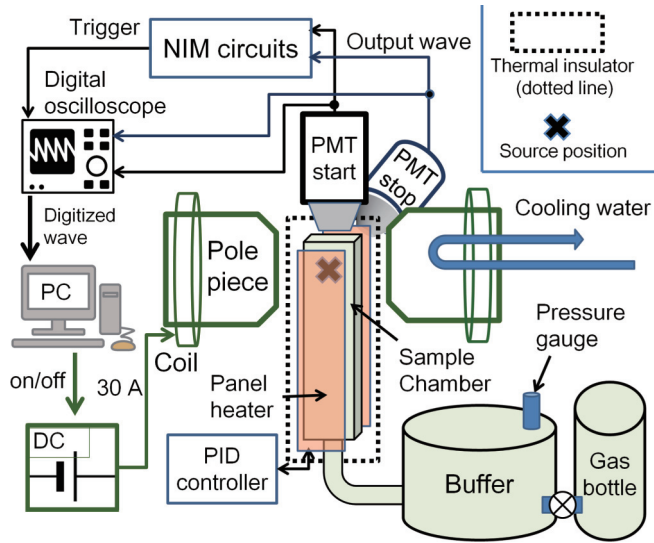 Trigger
NIM circuits
Output wave
Digital
oscilloscope
Thermal insulator
(dotted line)
Source position
PMT
start
PMT
stop
Digitized
wave
Pole
piece
Cooling water
PC
Coil
Pressure
gauge
on/off
30 A
Panel
heater
Sample
Chamber
DC
PID
controller
Buffer
Gas
bottle